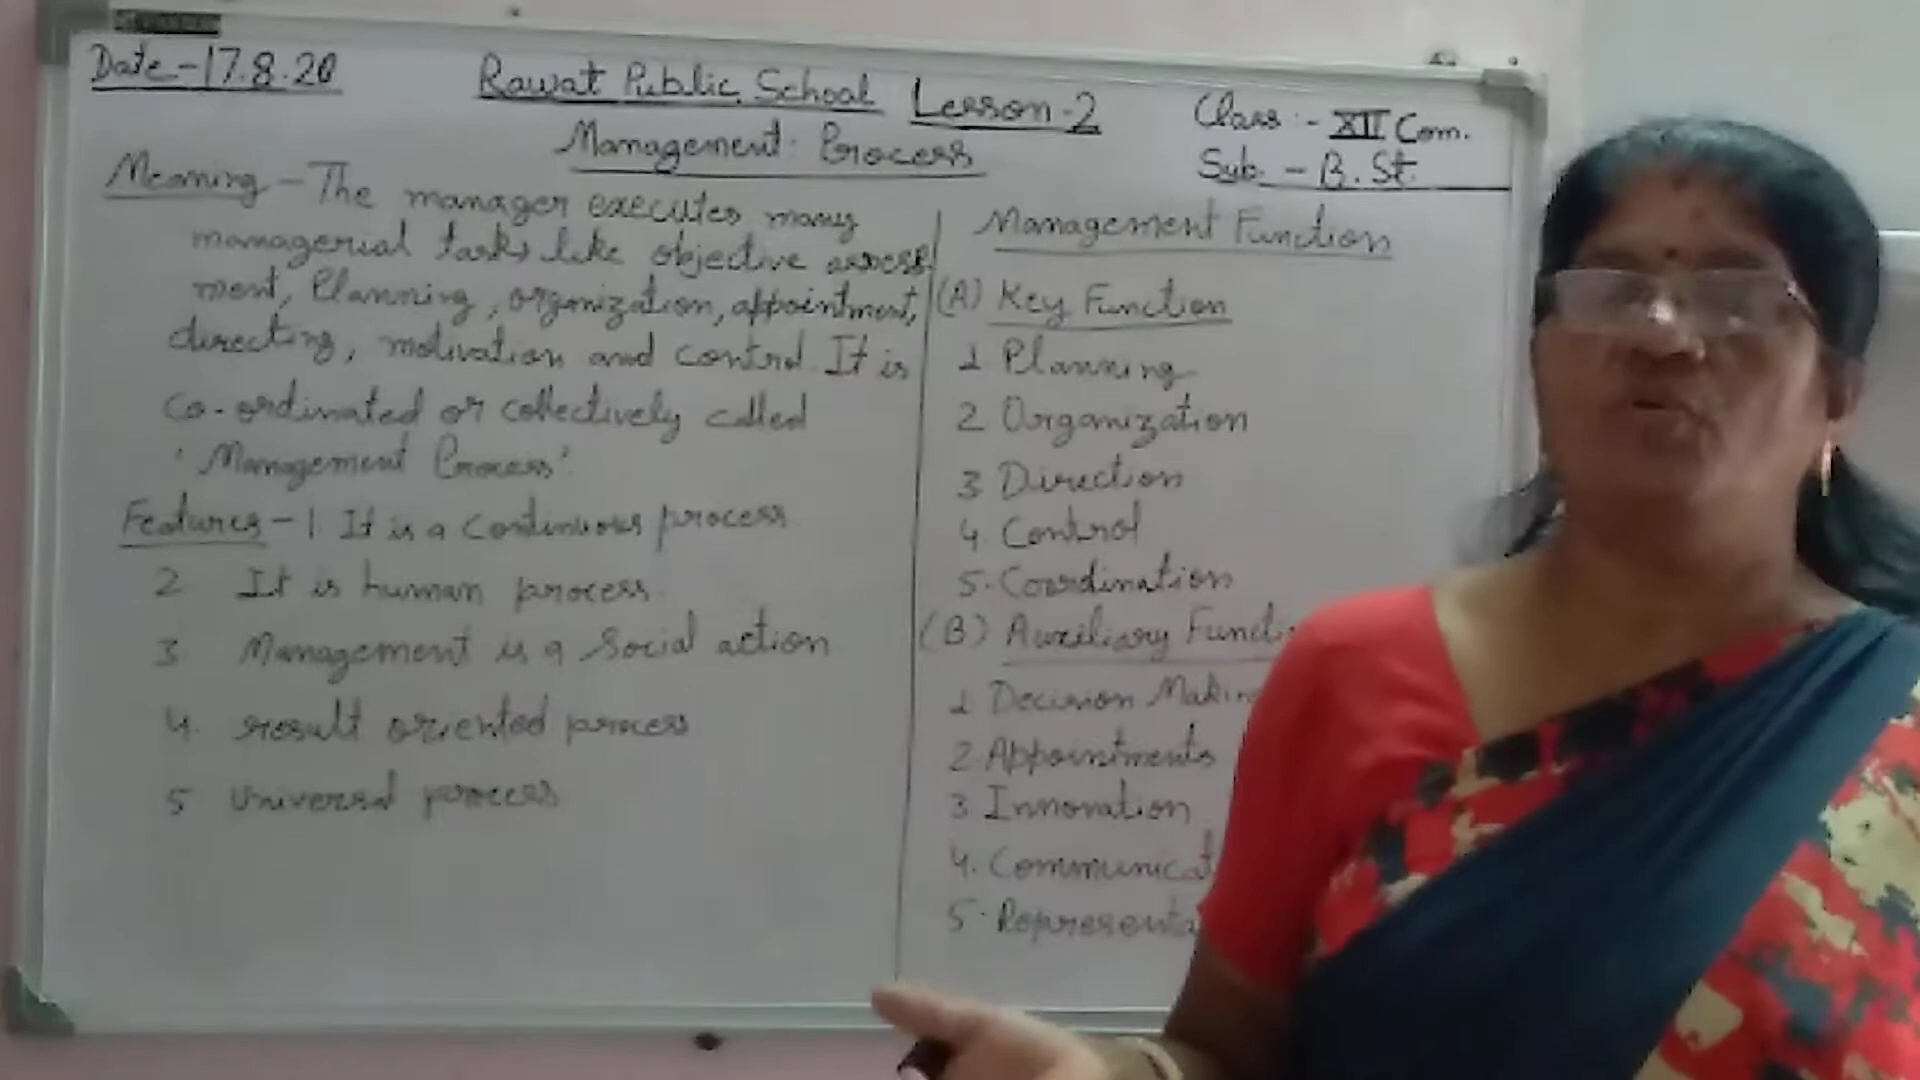 Date - 17.8.20
Rawat Public School Lesson - 2
Class :- XII Com.
Management: Process
Sub. - B. St.
Meaning - The manager executes many
managerial tasks like objective assess
ment, Planning, organization, appointment,
directing, motivation and control. It is
co-ordinated or collectively called
'Management Process'.
Features - 1 It is a continuous process
2 It is human process.
3 Management is a social action
4. result oriented process
5 universal process
Management Function
(A) Key Function
1 Planning
2 Organization
3 Direction
4. Control
5. Coordination
(B) Auxiliary Functi
1 Decision Making
2 Appointments
3 Innovation
4. Communicat
5. Representa